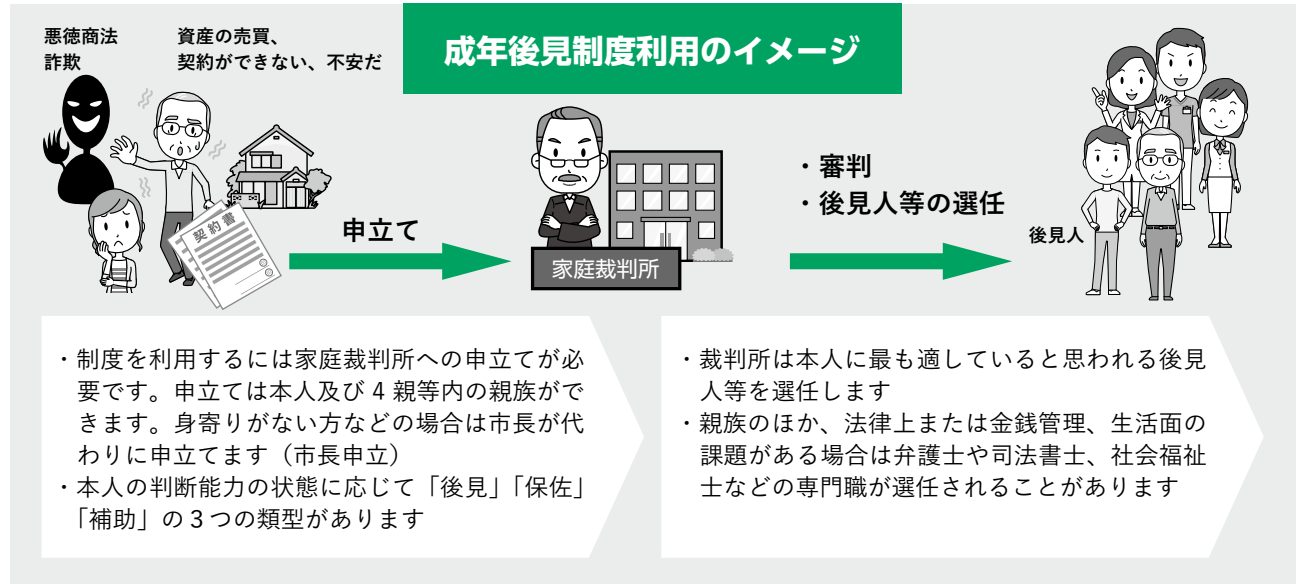 成年後見制度利用のイメージ
悪徳商法
詐欺
資産の売買、
契約ができない、不安だ
契約書
申立て
家庭裁判所
・審判
・後見人等の選任
後見人
・制度を利用するには家庭裁判所への申立てが必
要です。申立ては本人及び４親等内の親族がで
きます。身寄りがない方などの場合は市長が代
わりに申立てます（市長申立）
・本人の判断能力の状態に応じて「後見」「保佐」
「補助」の３つの類型があります
・裁判所は本人に最も適していると思われる後見
人等を選任します
・親族のほか、法律上または金銭管理、生活面の
課題がある場合は弁護士や司法書士、社会福祉
士などの専門職が選任されることがあります